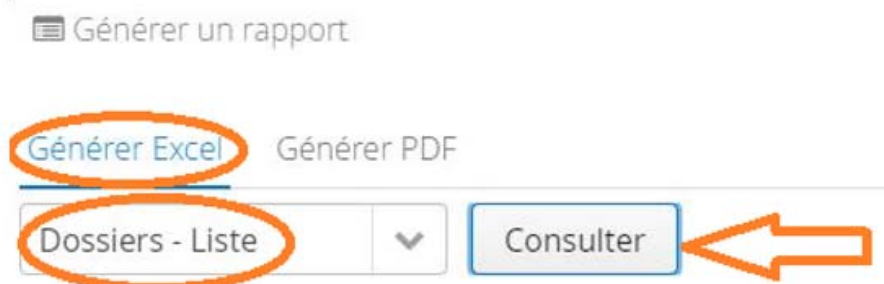 Générer un rapport
Générer Excel Générer PDF
Dossiers - Liste Consulter